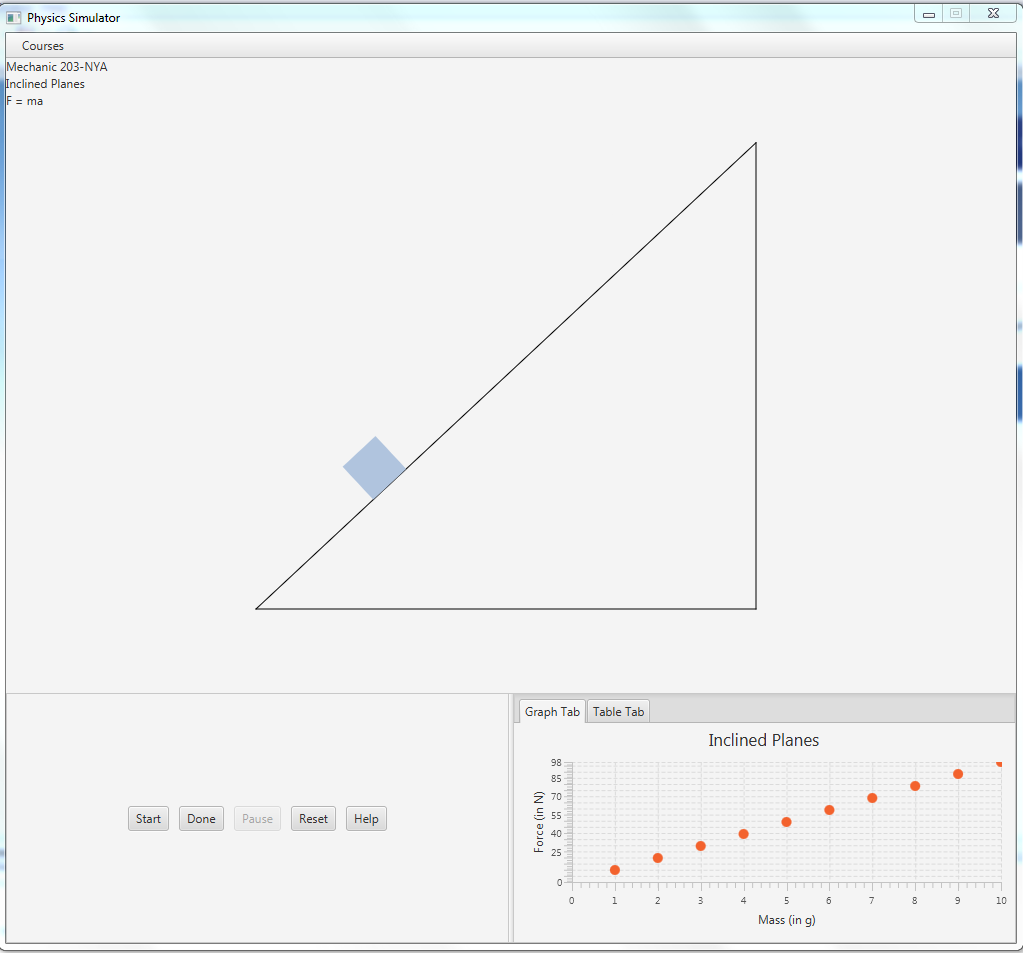 Physics Simulator
Courses
Mechanic 203-NYA
Inclined Planes
F = ma
Start Done Pause Reset Help
Graph Tab Table Tab
Inclined Planes
Force (in N)
98
85
70
55
40
25
0
0 1 2 3 4 5 6 7 8 9 10
Mass (in g)